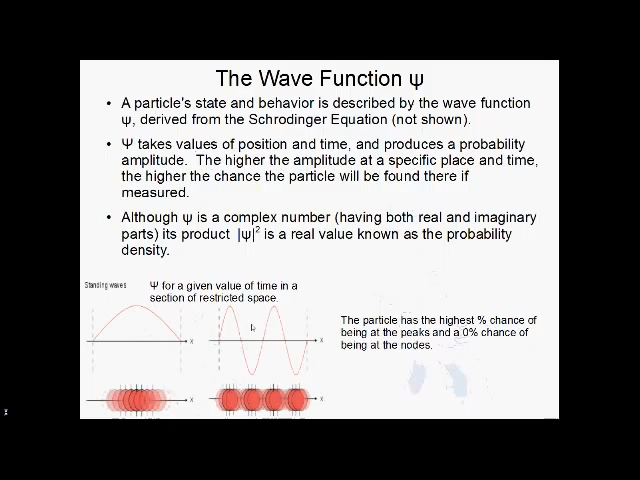 The Wave Function ψ
• A particle's state and behavior is described by the wave function
ψ, derived from the Schrodinger Equation (not shown).
• Ψ takes values of position and time, and produces a probability
amplitude. The higher the amplitude at a specific place and time,
the higher the chance the particle will be found there if
measured.
• Although ψ is a complex number (having both real and imaginary
parts) its product |ψ|² is a real value known as the probability
density.
Standing waves
Ψ for a given value of time in a
section of restricted space.
x
x
The particle has the highest % chance of
being at the peaks and a 0% chance of
being at the nodes.
x
x